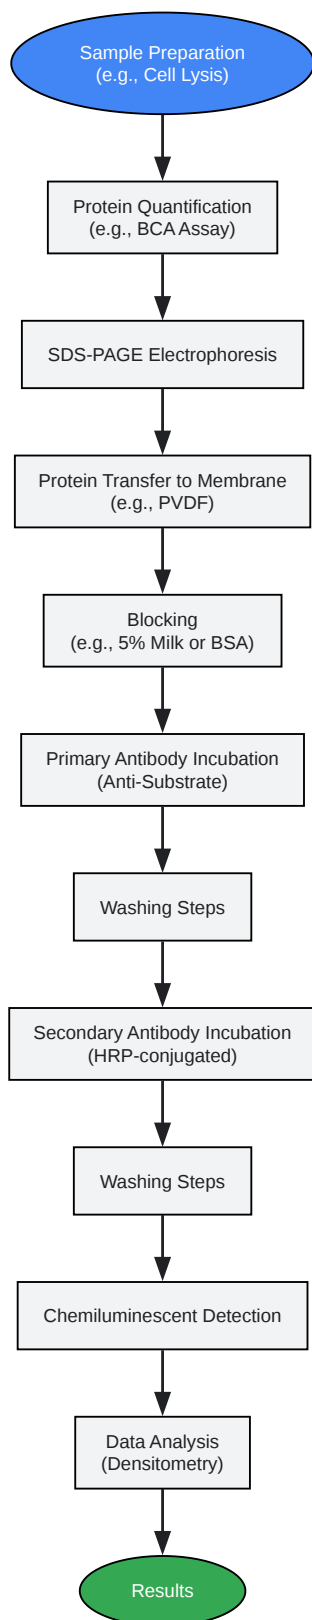 Sample Preparation
(e.g., Cell Lysis)
Protein Quantification
(e.g., BCA Assay)
SDS-PAGE Electrophoresis
Protein Transfer to Membrane
(e.g., PVDF)
Blocking
(e.g., 5% Milk or BSA)
Primary Antibody Incubation
(Anti-Substrate)
Washing Steps
Secondary Antibody Incubation
(HRP-conjugated)
Washing Steps
Chemiluminescent Detection
Data Analysis
(Densitometry)
Results